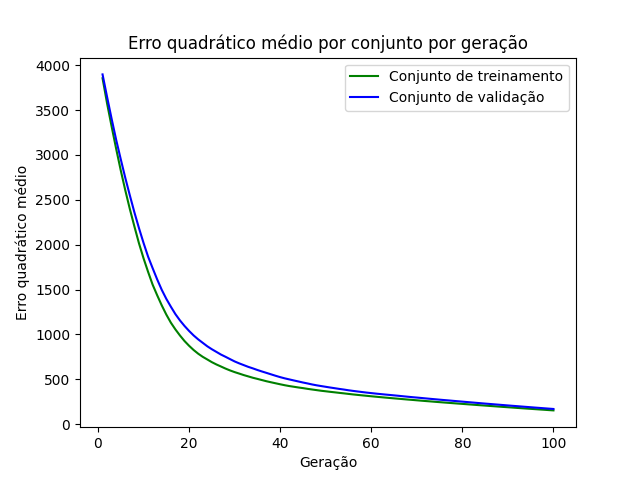 Erro quadrático médio por conjunto por geração
Conjunto de treinamento
Conjunto de validação
Erro quadrático médio
4000
3500
3000
2500
2000
1500
1000
500
0
0 20 40 60 80 100
Geração